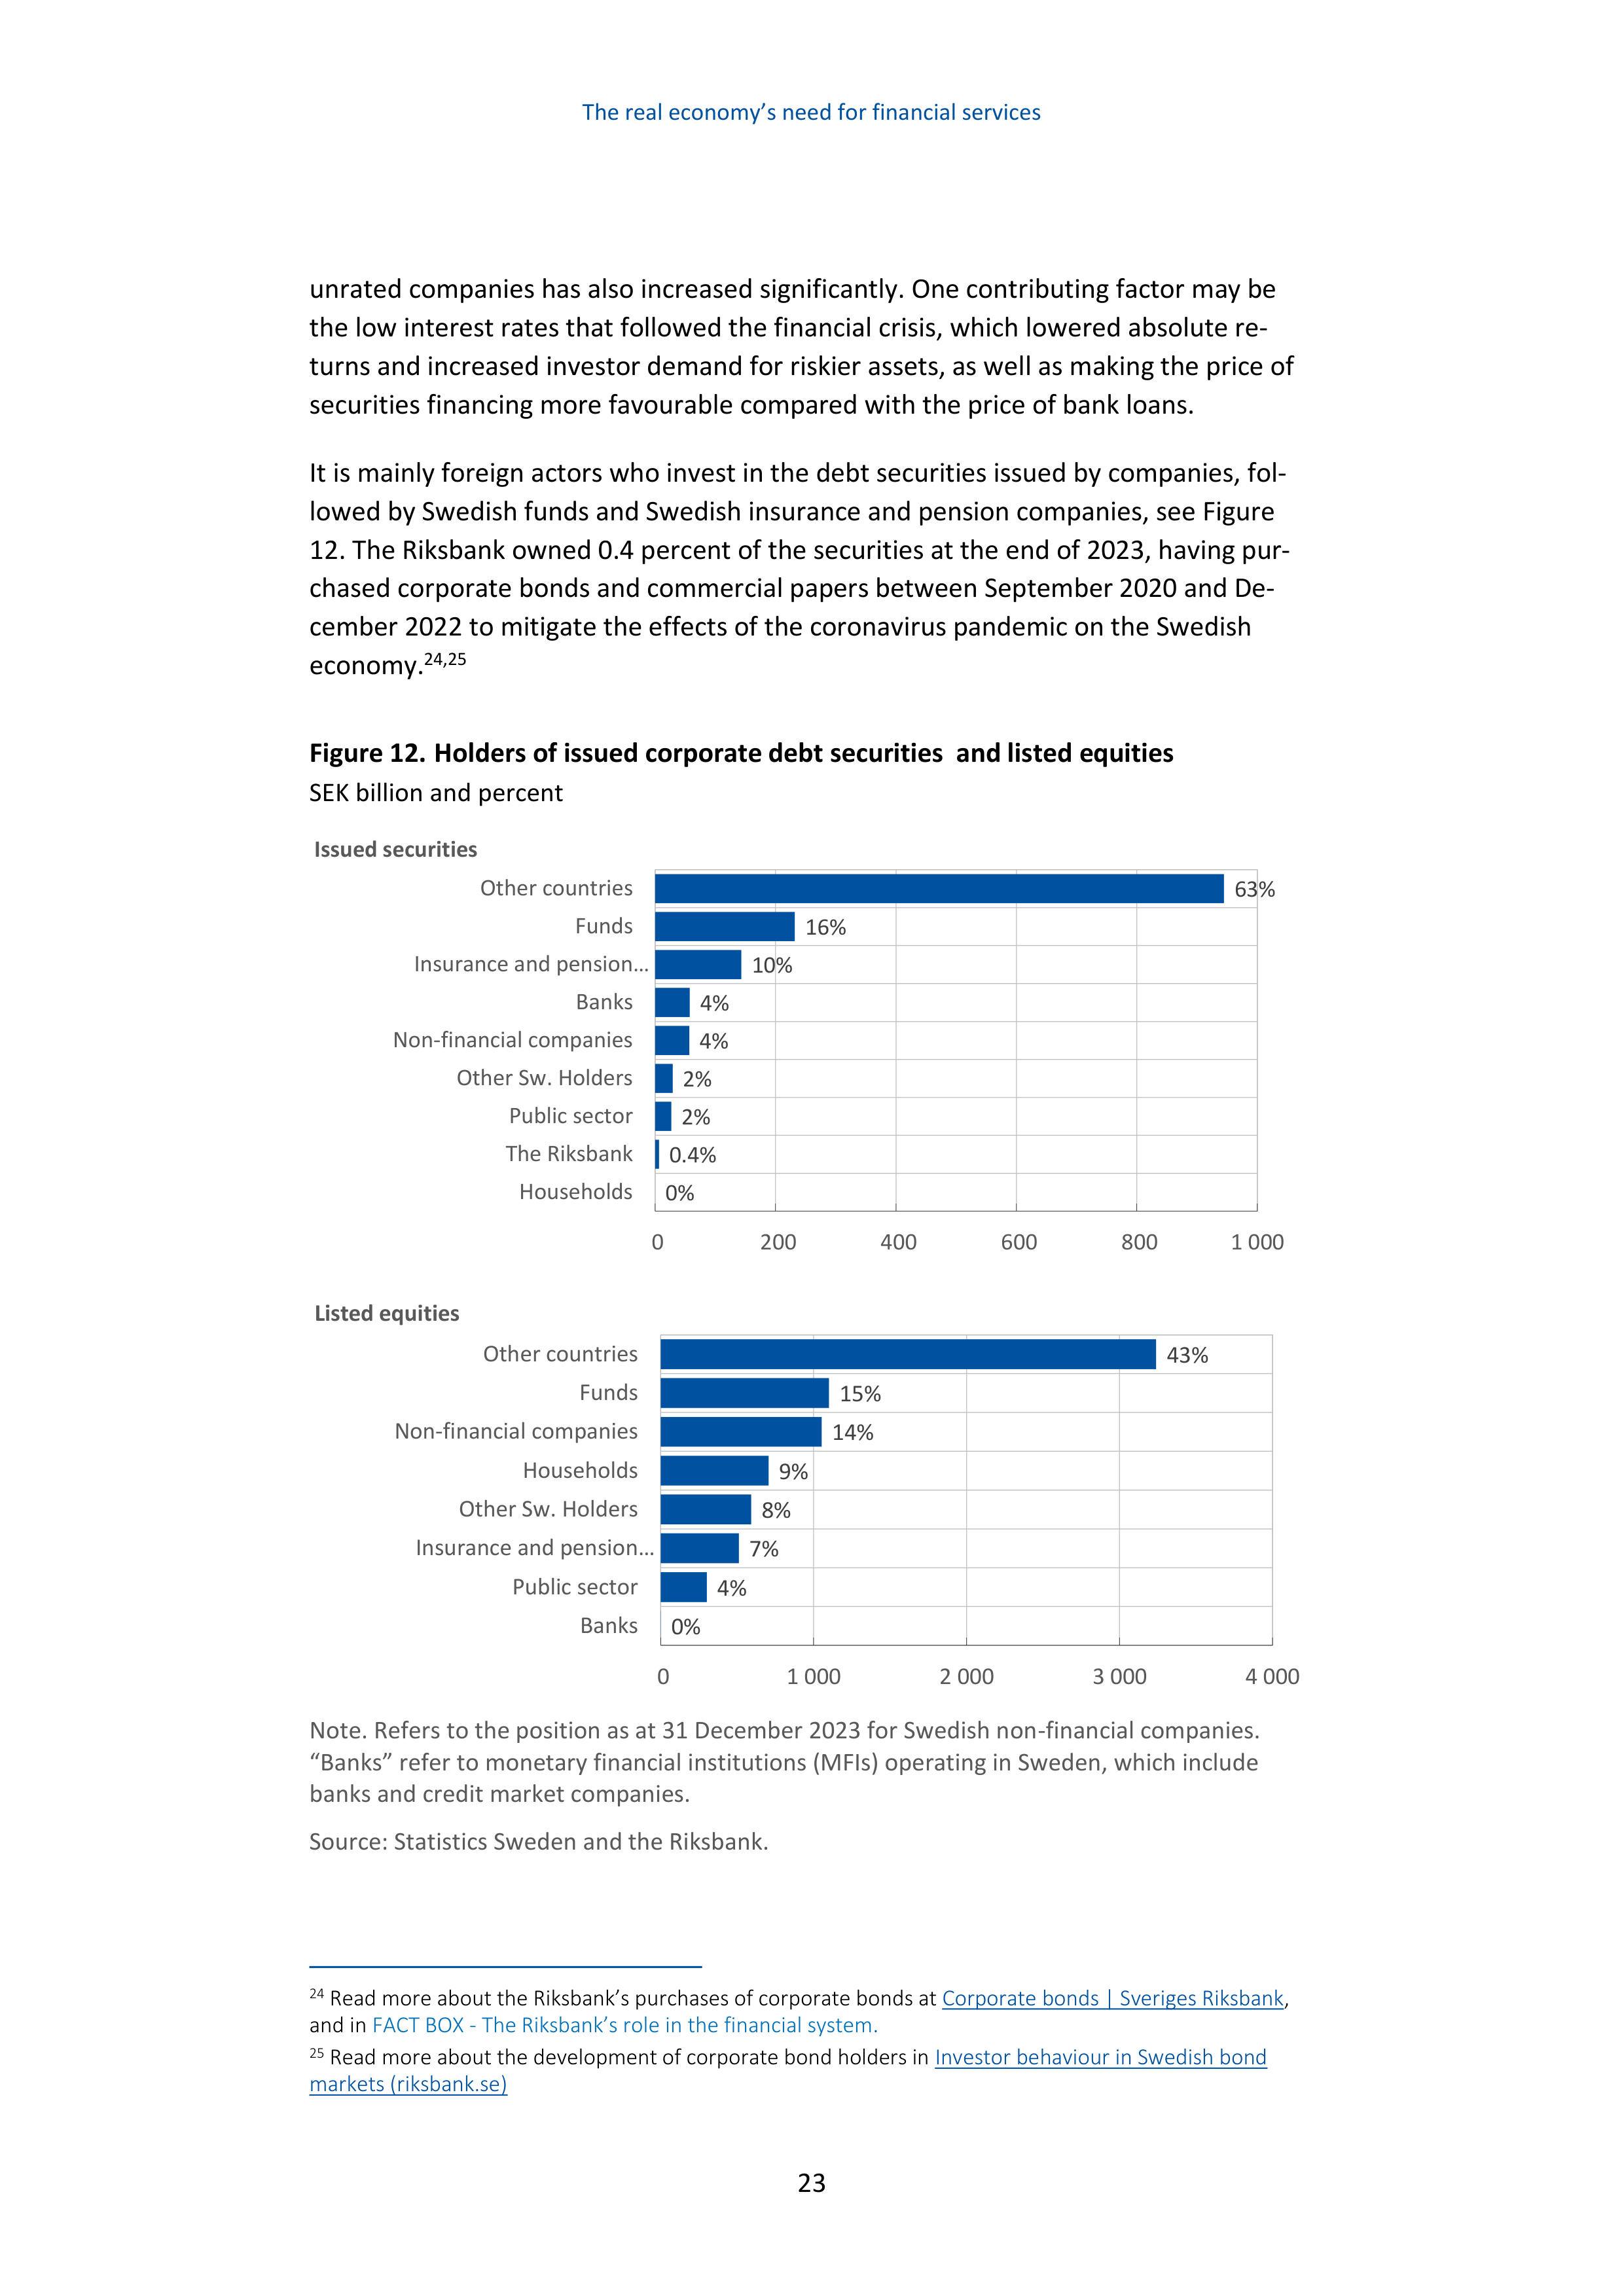 The real economy’s need for financial services
unrated companies has also increased significantly. One contributing factor may be
the low interest rates that followed the financial crisis, which lowered absolute re-
turns and increased investor demand for riskier assets, as well as making the price of
securities financing more favourable compared with the price of bank loans.
It is mainly foreign actors who invest in the debt securities issued by companies, fol-
lowed by Swedish funds and Swedish insurance and pension companies, see Figure
12. The Riksbank owned 0.4 percent of the securities at the end of 2023, having pur-
chased corporate bonds and commercial papers between September 2020 and De-
cember 2022 to mitigate the effects of the coronavirus pandemic on the Swedish
economy.24,25
Figure 12. Holders of issued corporate debt securities  and listed equities
SEK billion and percent
Issued securities
Other countries 63%
Funds 16%
Insurance and pension... 10%
Banks 4%
Non-financial companies 4%
Other Sw. Holders 2%
Public sector 2%
The Riksbank 0.4%
Households 0%
0 200 400 600 800 1 000
Listed equities
Other countries 43%
Funds 15%
Non-financial companies 14%
Households 9%
Other Sw. Holders 8%
Insurance and pension... 7%
Public sector 4%
Banks 0%
0 1 000 2 000 3 000 4 000
Note. Refers to the position as at 31 December 2023 for Swedish non-financial companies.
“Banks” refer to monetary financial institutions (MFIs) operating in Sweden, which include
banks and credit market companies.
Source: Statistics Sweden and the Riksbank.
24 Read more about the Riksbank’s purchases of corporate bonds at Corporate bonds | Sveriges Riksbank,
and in FACT BOX - The Riksbank’s role in the financial system.
25 Read more about the development of corporate bond holders in Investor behaviour in Swedish bond
markets (riksbank.se)
23